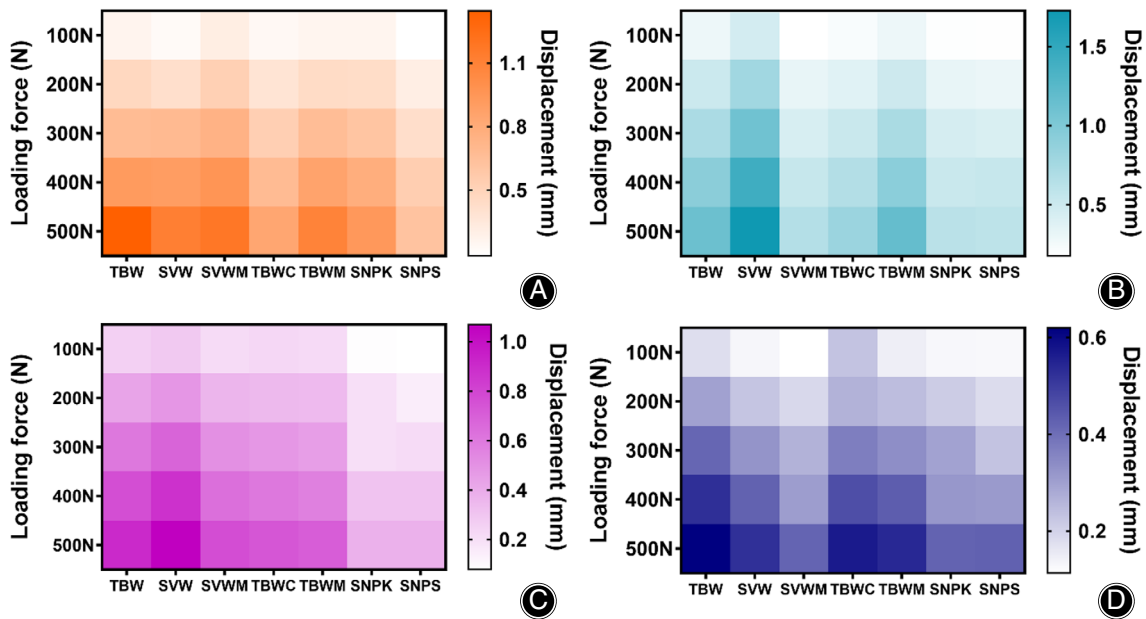 Loading force (N)
100N
200N
300N
400N
500N
TBW SVW SVWM TBWC TBWM SNPK SNPS
1.1
0.8
0.5
Displacement (mm)
A
Loading force (N)
100N
200N
300N
400N
500N
TBW SVW SVWM TBWC TBWM SNPK SNPS
1.5
1.0
0.5
Displacement (mm)
B
Loading force (N)
100N
200N
300N
400N
500N
TBW SVW SVWM TBWC TBWM SNPK SNPS
1.0
0.8
0.6
0.4
0.2
Displacement (mm)
C
Loading force (N)
100N
200N
300N
400N
500N
TBW SVW SVWM TBWC TBWM SNPK SNPS
0.6
0.4
0.2
Displacement (mm)
D